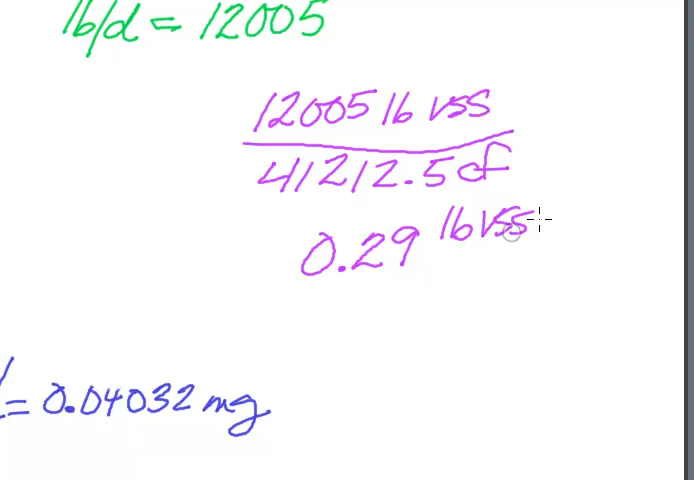 lb/d = 12005
12005 lb VSS
41212.5 cf
0.29 lb VSS
= 0.04032 mg